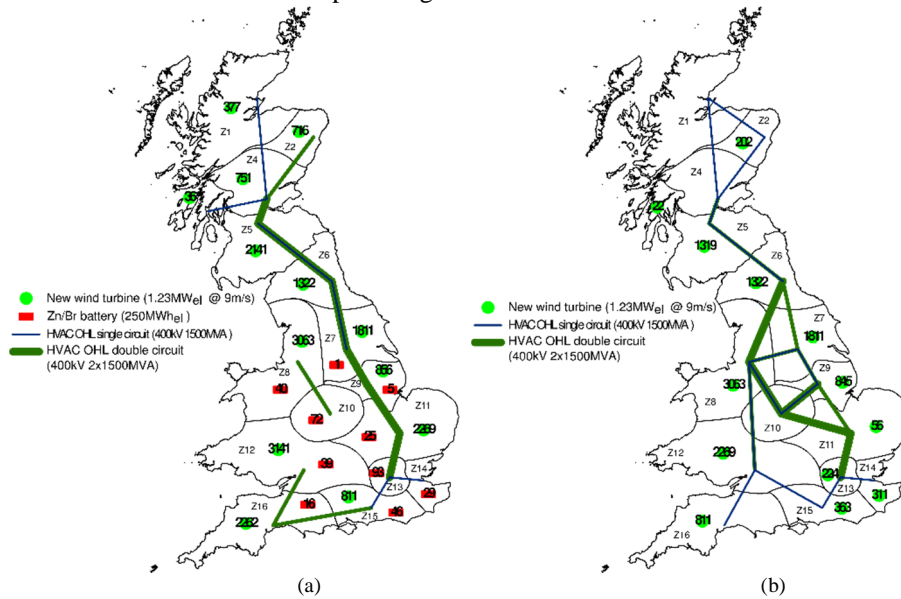 377
Z1
716
Z2
Z4
751
36
Z5
2141
Z6
1322
New wind turbine (1.23MWel @ 9m/s)
Zn/Br battery (250MWhel)
HVAC OHL single circuit (400kV 1500MVA)
HVAC OHL double circuit
(400kV 2x1500MVA)
1811
3063
Z7
1
Z8
Z9
856
40
5
Z10
72
Z11
25
2269
Z12
3141
39
93
Z14
Z13
29
16
811
Z16
Z15
46
2262
(a)
Z1
Z2
202
Z4
22
Z5
1319
Z6
1322
New wind turbine (1.23MWel @ 9m/s)
HVAC OHL single circuit (400kV 1500MVA)
HVAC OHL double circuit
(400kV 2x1500MVA)
Z7
1811
Z9
3063
845
Z8
Z10
56
Z11
Z12
2269
224
Z14
Z13
311
363
Z15
811
Z16
(b)